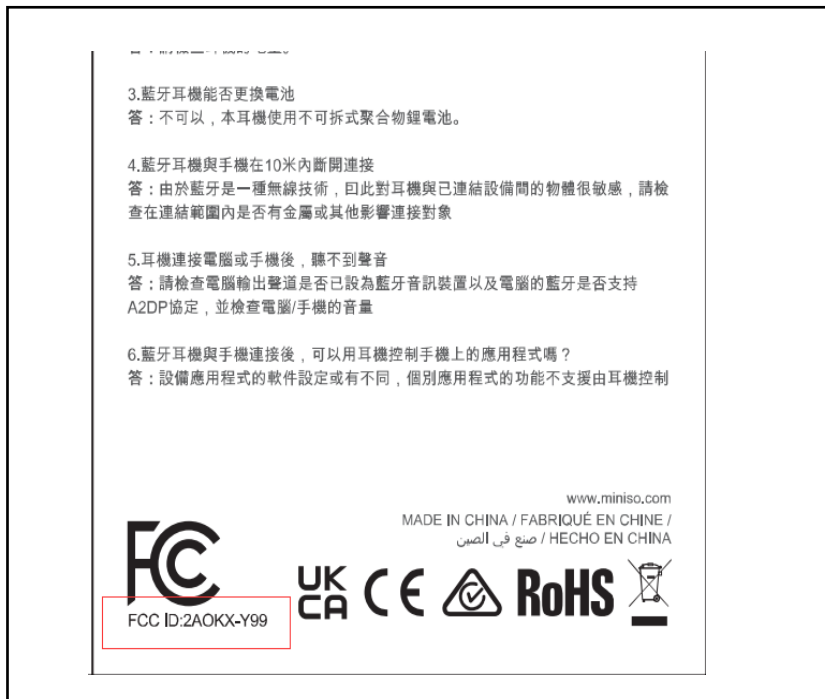 3.藍牙耳機能否更換電池
答：不可以，本耳機使用不可拆式聚合物鋰電池。
4.藍牙耳機與手機在10米內斷開連接
答：由於藍牙是一種無線技術，囙此對耳機與已連結設備間的物體很敏感，請檢
查在連結範圍內是否有金屬或其他影響連接對象
5.耳機連接電腦或手機後，聽不到聲音
答：請檢查電腦輸出聲道是否已設為藍牙音訊裝置以及電腦的藍牙是否支持
A2DP協定，並檢查電腦/手機的音量
6.藍牙耳機與手機連接後，可以用耳機控制手機上的應用程式嗎？
答：設備應用程式的軟件設定或有不同，個別應用程式的功能不支援由耳機控制
www.miniso.com
MADE IN CHINA / FABRIQUÉ EN CHINE /
صنع في الصين / HECHO EN CHINA
FC
FCC ID:2AOKX-Y99
UK
CA CE RoHS